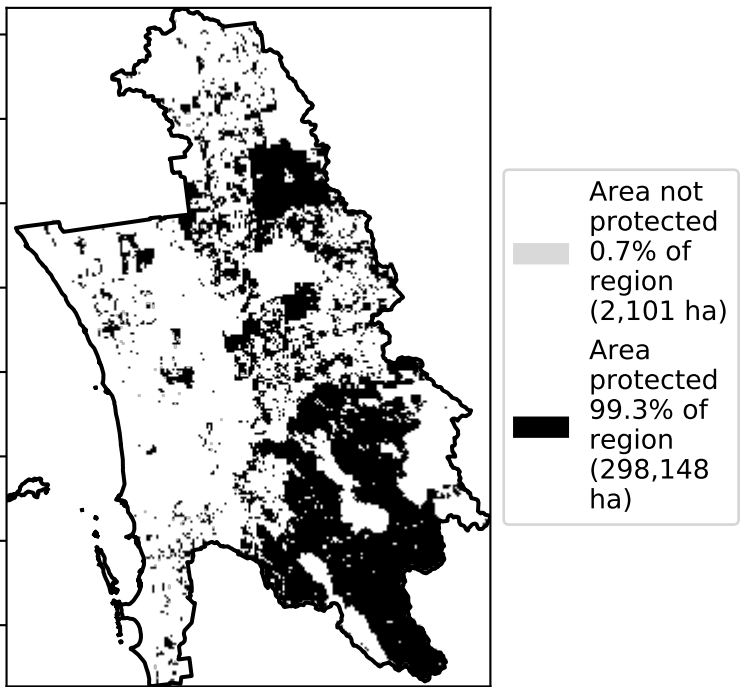 Area not
protected
0.7% of
region
(2,101 ha)
Area
protected
99.3% of
region
(298,148
ha)